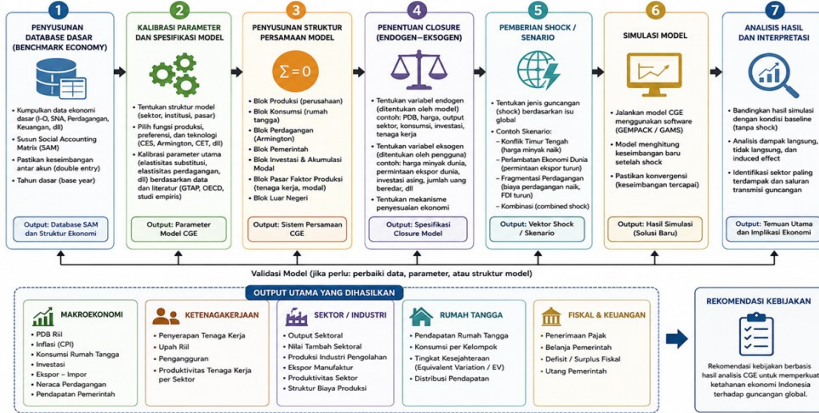 1
PENYUSUNAN
DATABASE DASAR
(BENCHMARK ECONOMY)
• Kumpulkan data ekonomi
dasar (I-O, SNA, Perdagangan,
Keuangan, dll)
• Susun Social Accounting
Matrix (SAM)
• Pastikan keseimbangan
antar akun (double entry)
• Tahun dasar (base year)
Output: Database SAM
dan Struktur Ekonomi
2
KALIBRASI PARAMETER
DAN SPESIFIKASI MODEL
• Tentukan struktur model
(sektor, institusi, pasar)
• Pilih fungsi produksi,
preferensi, dan teknologi
(CES, Armington, CET, dll)
• Kalibrasi parameter utama
(elastisitas substitusi,
elastisitas perdagangan,
dll) berdasarkan data
dan literatur (GTAP, OECD,
studi empiris)
Output: Parameter
Model CGE
3
PENYUSUNAN STRUKTUR
PERSAMAAN MODEL
Σ=0
• Blok Produksi (perusahaan)
• Blok Konsumsi (rumah
tangga)
• Blok Perdagangan
(Armington)
• Blok Pemerintah
• Blok Investasi & Akumulasi
Modal
• Blok Pasar Faktor Produksi
(tenaga kerja, modal)
• Blok Luar Negeri
Output: Sistem Persamaan
CGE
4
PENENTUAN CLOSURE
(ENDOGEN–EKSOGEN)
• Tentukan variabel endogen
(ditentukan oleh model)
contoh: PDB, harga, output
sektor, konsumsi, investasi,
tenaga kerja
• Tentukan variabel eksogen
(ditentukan oleh pengguna)
contoh: harga minyak dunia,
permintaan ekspor dunia,
investasi asing, jumlah uang
beredar, dll
• Tentukan mekanisme
penyesuaian ekonomi
Output: Spesifikasi
Closure Model
5
PEMBERIAN SHOCK /
SENARIO
• Tentukan jenis guncangan
(shock) berdasarkan isu
global
• Contoh Skenario:
– Konflik Timur Tengah
(harga minyak naik)
– Perlambatan Ekonomi Dunia
(permintaan ekspor turun)
– Fragmentasi Perdagangan
(biaya perdagangan naik,
FDI turun)
– Kombinasi (combined shock)
Output: Vektor Shock
/ Skenario
6
SIMULASI MODEL
• Jalankan model CGE
menggunakan software
(GEMPACK / GAMS)
• Model menghitung
keseimbangan baru
setelah shock
• Pastikan konvergensi
(keseimbangan tercapai)
Output: Hasil Simulasi
(Solusi Baru)
7
ANALISIS HASIL
DAN INTERPRETASI
• Bandingkan hasil simulasi
dengan kondisi baseline
(tanpa shock)
• Analisis dampak langsung,
tidak langsung, dan
induced effect
• Identifikasi sektor paling
terdampak dan saluran
transmisi guncangan
Output: Temuan Utama
dan Implikasi Ekonomi
Validasi Model (jika perlu: perbaiki data, parameter, atau struktur model)
OUTPUT UTAMA YANG DIHASILKAN
MAKROEKONOMI
• PDB Riil
• Inflasi (CPI)
• Konsumsi Rumah Tangga
• Investasi
• Ekspor – Impor
• Neraca Perdagangan
• Pendapatan Pemerintah
KETENAGAKERJAAN
• Penyerapan Tenaga Kerja
• Upah Riil
• Pengangguran
• Produktivitas Tenaga Kerja
per Sektor
SEKTOR / INDUSTRI
• Output Sektoral
• Nilai Tambah Sektoral
• Produksi Industri Pengolahan
• Ekspor Manufaktur
• Produktivitas Sektor
• Struktur Biaya Produksi
RUMAH TANGGA
• Pendapatan Rumah Tangga
• Konsumsi per Kelompok
• Tingkat Kesejahteraan
(Equivalent Variation / EV)
• Distribusi Pendapatan
FISKAL & KEUANGAN
• Penerimaan Pajak
• Belanja Pemerintah
• Defisit / Surplus Fiskal
• Utang Pemerintah
REKOMENDASI KEBIJAKAN
Rekomendasi kebijakan berbasis
hasil analisis CGE untuk memperkuat
ketahanan ekonomi Indonesia
terhadap guncangan global.